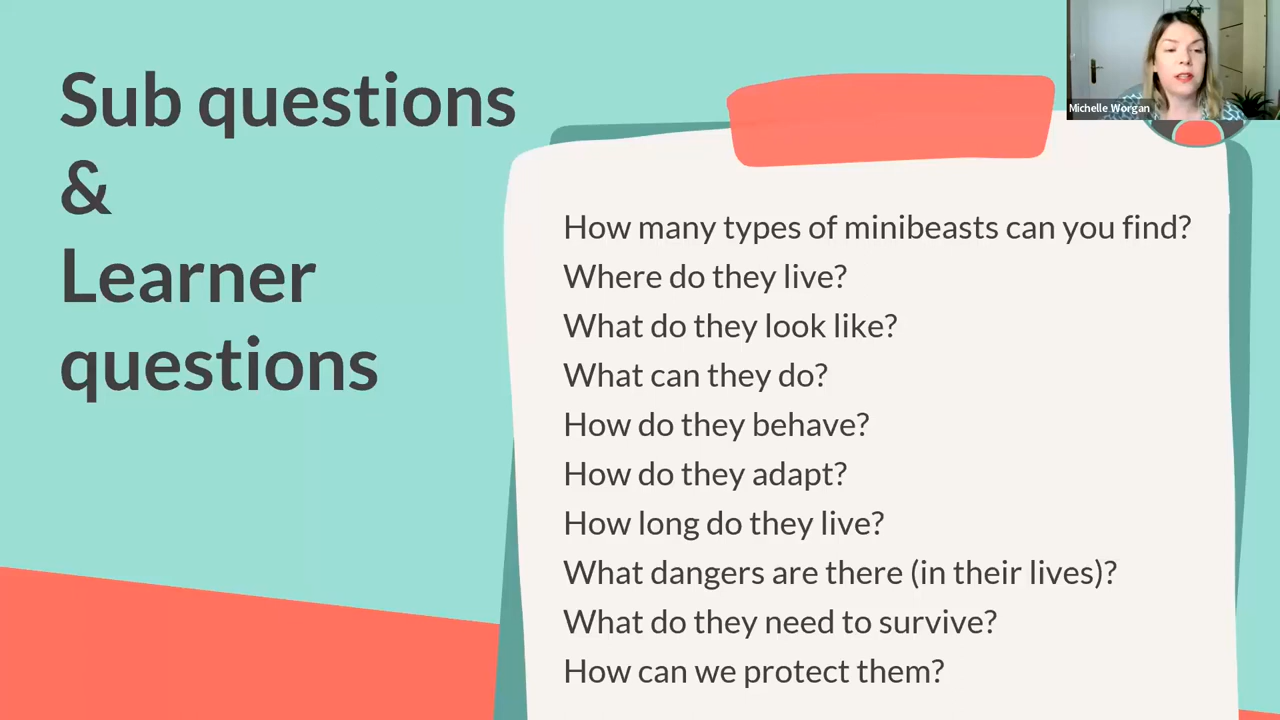 Sub questions
&
Learner
questions
Michelle Worgan
How many types of minibeasts can you find?
Where do they live?
What do they look like?
What can they do?
How do they behave?
How do they adapt?
How long do they live?
What dangers are there (in their lives)?
What do they need to survive?
How can we protect them?